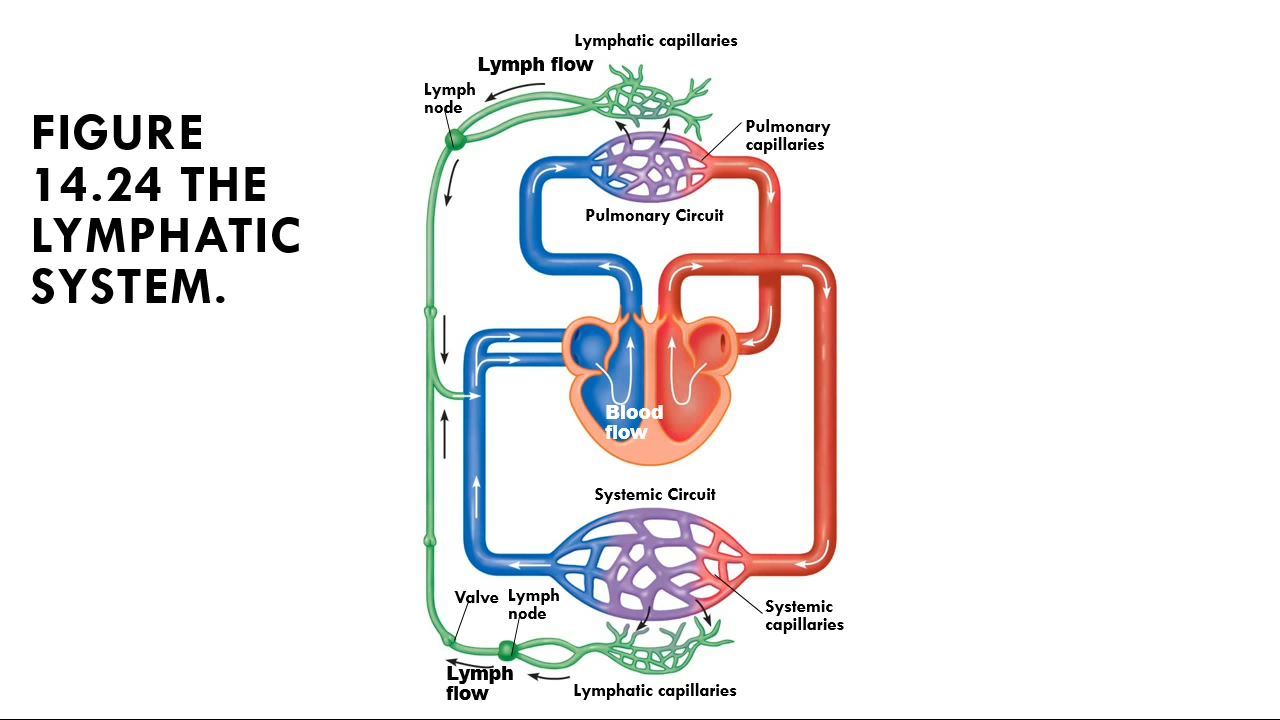 FIGURE
14.24 THE
LYMPHATIC
SYSTEM.
Lymphatic capillaries
Lymph flow
Lymph
node
Pulmonary
capillaries
Pulmonary Circuit
Blood
flow
Systemic Circuit
Valve
Lymph
node
Systemic
capillaries
Lymph
flow
Lymphatic capillaries